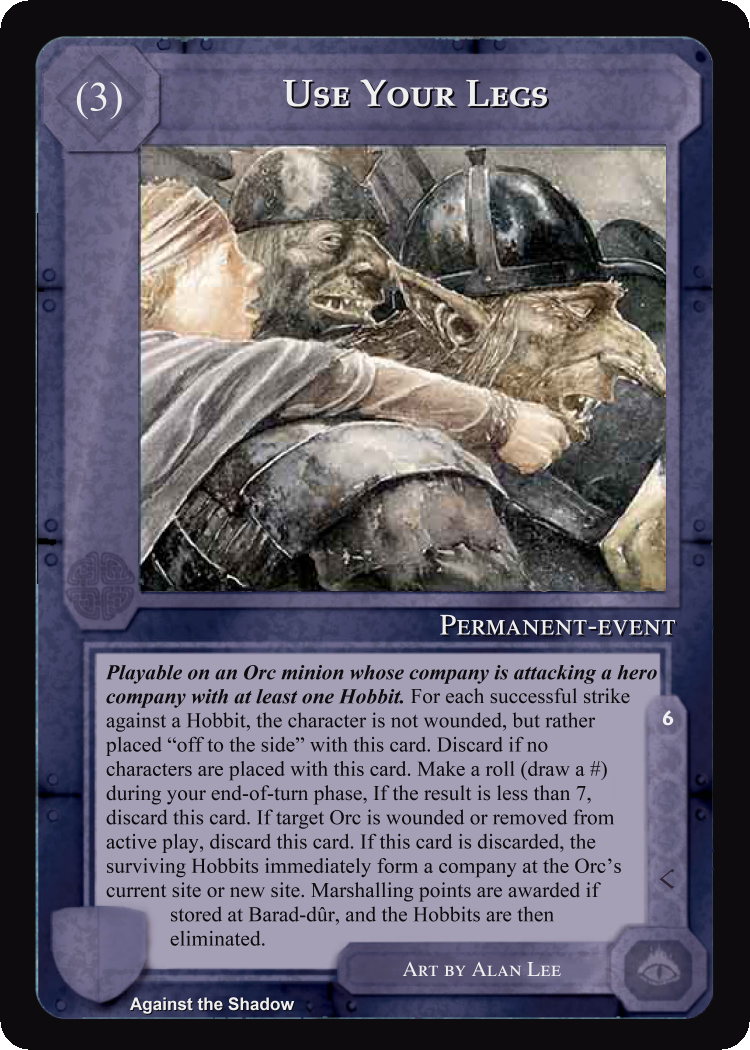 (3)
Use Your Legs
Permanent-event
Playable on an Orc minion whose company is attacking a hero
company with at least one Hobbit. For each successful strike
against a Hobbit, the character is not wounded, but rather
placed “off to the side” with this card. Discard if no
characters are placed with this card. Make a roll (draw a #)
during your end-of-turn phase, If the result is less than 7,
discard this card. If target Orc is wounded or removed from
active play, discard this card. If this card is discarded, the
surviving Hobbits immediately form a company at the Orc’s
current site or new site. Marshalling points are awarded if
stored at Barad-dûr, and the Hobbits are then
eliminated.
6
Art by Alan Lee
Against the Shadow